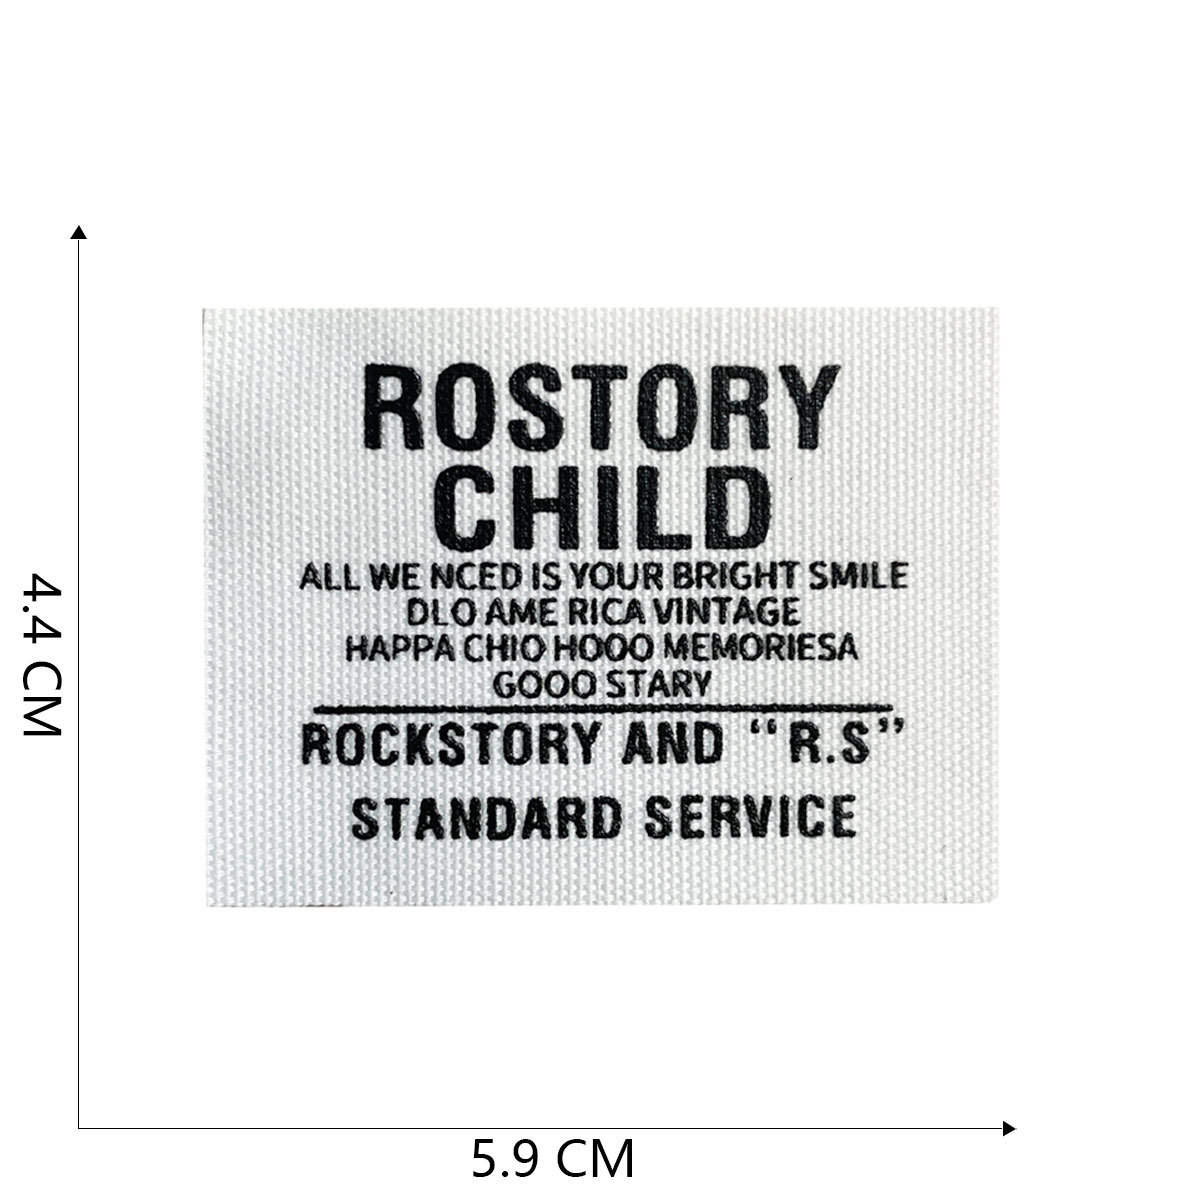 ROSTORY
CHILD
ALL WE NCED IS YOUR BRIGHT SMILE
DLO AME RICA VINTAGE
HAPPA CHIO HOOO MEMORIESA
GOOO STARY
ROCKSTORY AND “R.S”
STANDARD SERVICE
4.4 CM
5.9 CM